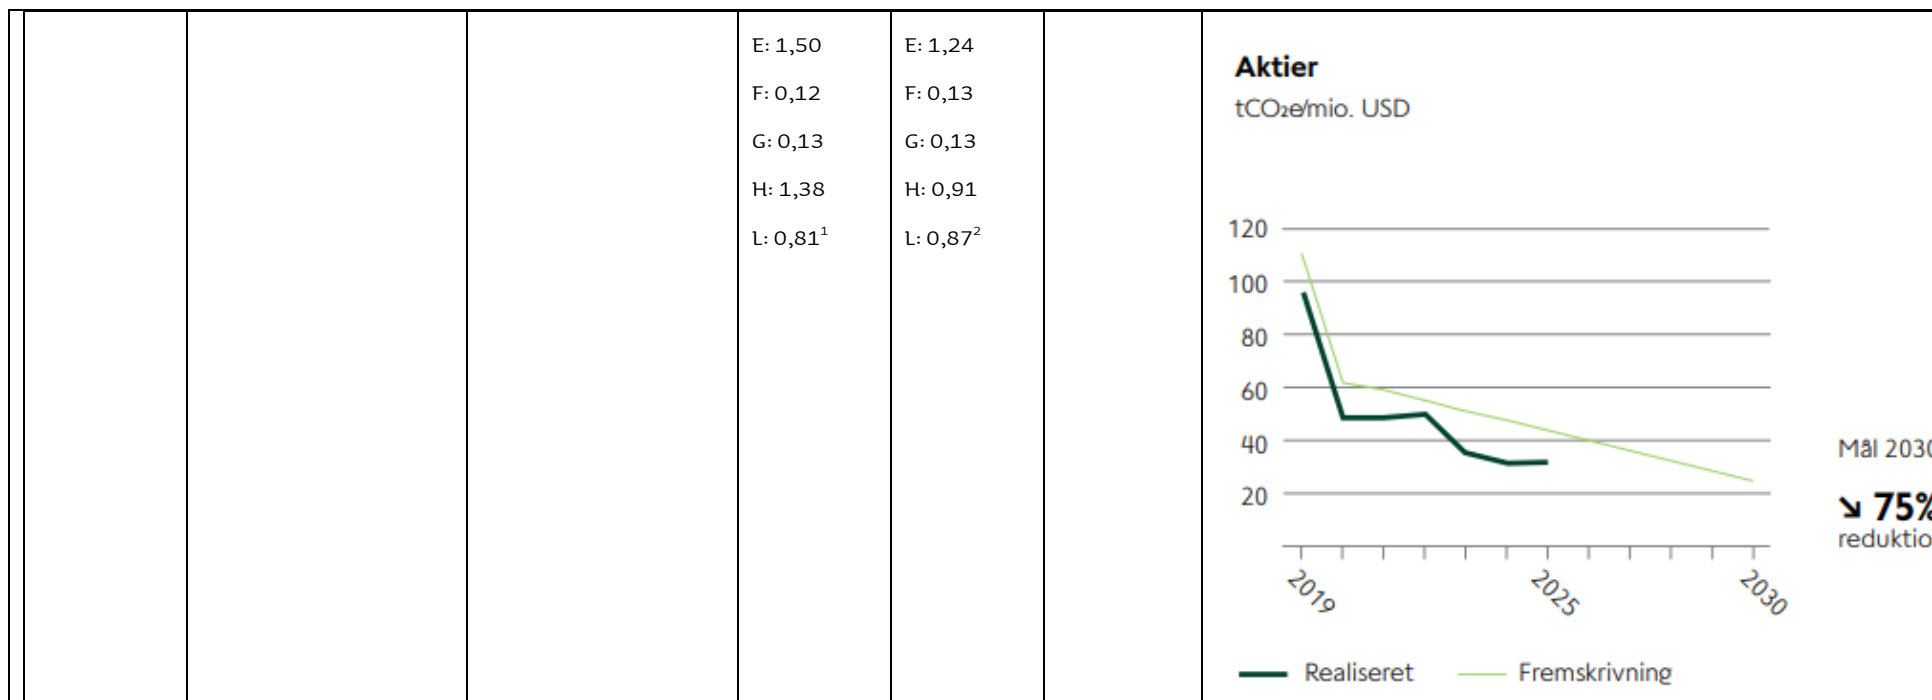 E: 1,50
F: 0,12
G: 0,13
H: 1,38
L: 0,81¹
E: 1,24
F: 0,13
G: 0,13
H: 0,91
L: 0,87²
Aktier
tCO₂e/mio. USD
120
100
80
60
40
20
2019
2025
2030
Mål 2030
↘ 75%
reduktio
Realiseret
Fremskrivning